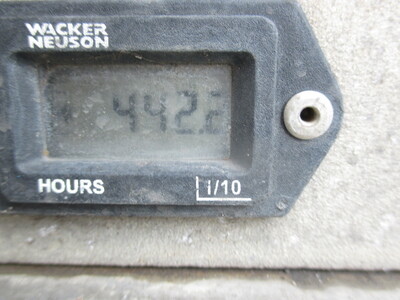 WACKER
NEUSON
442.2
HOURS 1/10